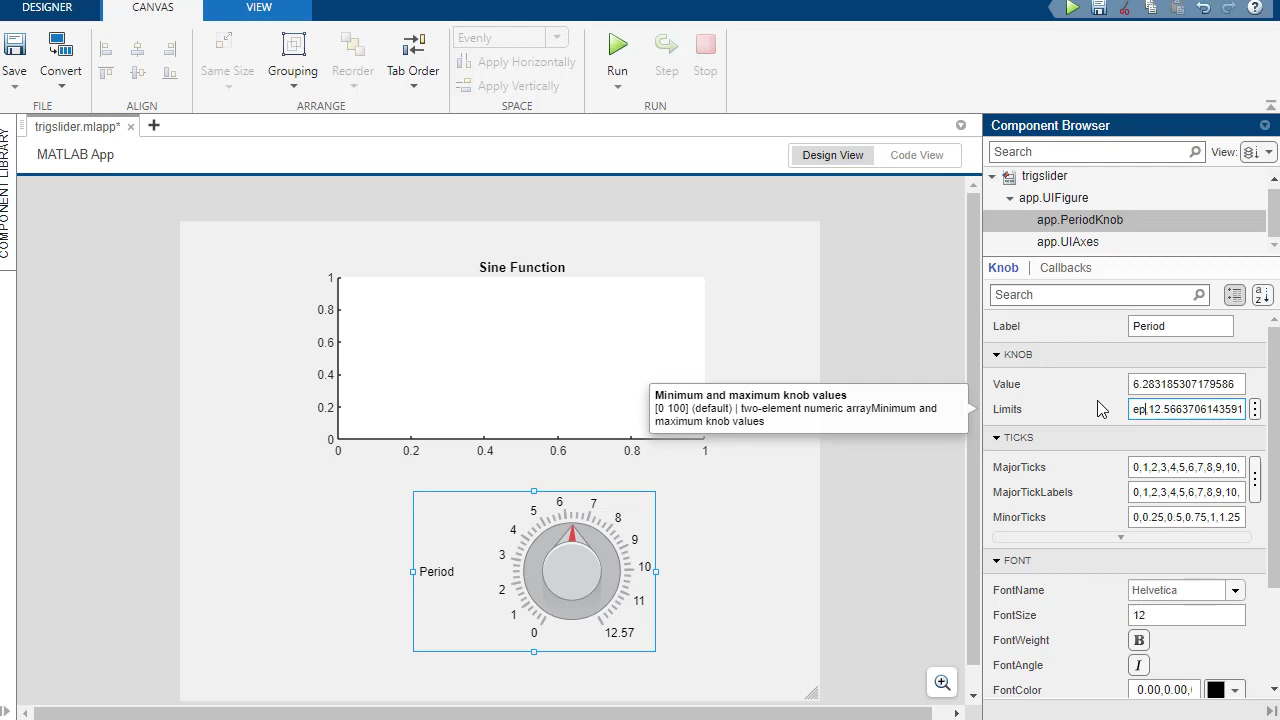 DESIGNER CANVAS VIEW
Save Convert Same Size Grouping Reorder Tab Order Evenly Apply Horizontally Apply Vertically Run Step Stop
FILE ALIGN ARRANGE SPACE RUN
trigslider.mlapp*
MATLAB App Design View Code View
COMPONENT LIBRARY
Sine Function
1
0.8
0.6
0.4
0.2
0
0 0.2 0.4 0.6 0.8 1
Minimum and maximum knob values
[0 100] (default) | two-element numeric arrayMinimum and
maximum knob values
Period
0
1
2
3
4
5
6
7
8
9
10
11
12.57
Component Browser
Search View:
trigslider
app.UIFigure
app.PeriodKnob
app.UIAxes
Knob Callbacks
Search
Label Period
KNOB
Value 6.283185307179586
Limits ep,12.5663706143591
TICKS
MajorTicks 0,1,2,3,4,5,6,7,8,9,10,
MajorTickLabels 0,1,2,3,4,5,6,7,8,9,10,
MinorTicks 0,0.25,0.5,0.75,1,1.25
FONT
FontName Helvetica
FontSize 12
FontWeight B
FontAngle I
FontColor 0.00,0.00,